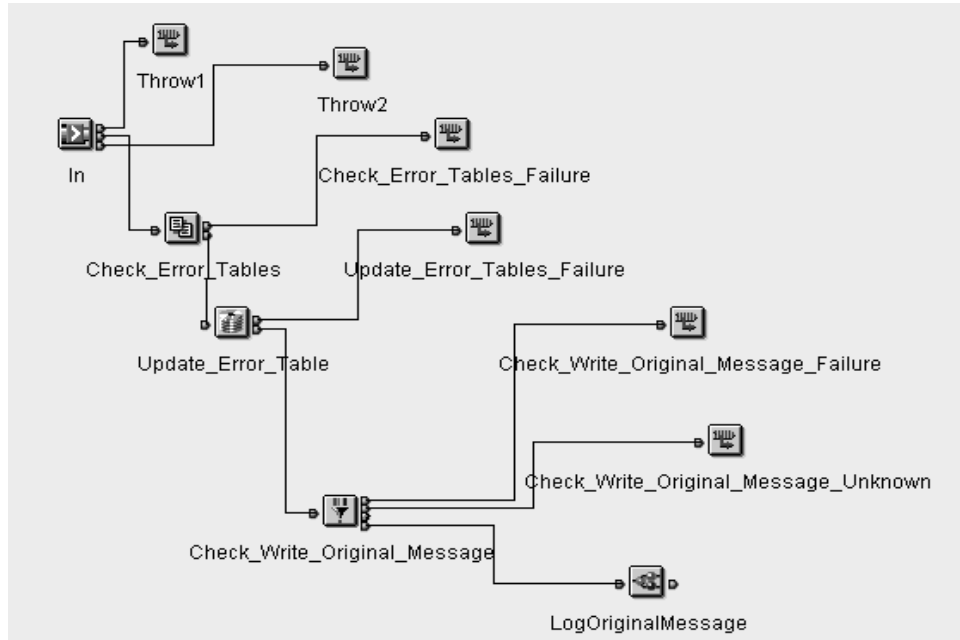 Throw1
Throw2
In
Check_Error_Tables_Failure
Check_Error_Tables
Update_Error_Tables_Failure
Update_Error_Table
Check_Write_Original_Message_Failure
Check_Write_Original_Message_Unknown
Check_Write_Original_Message
LogOriginalMessage